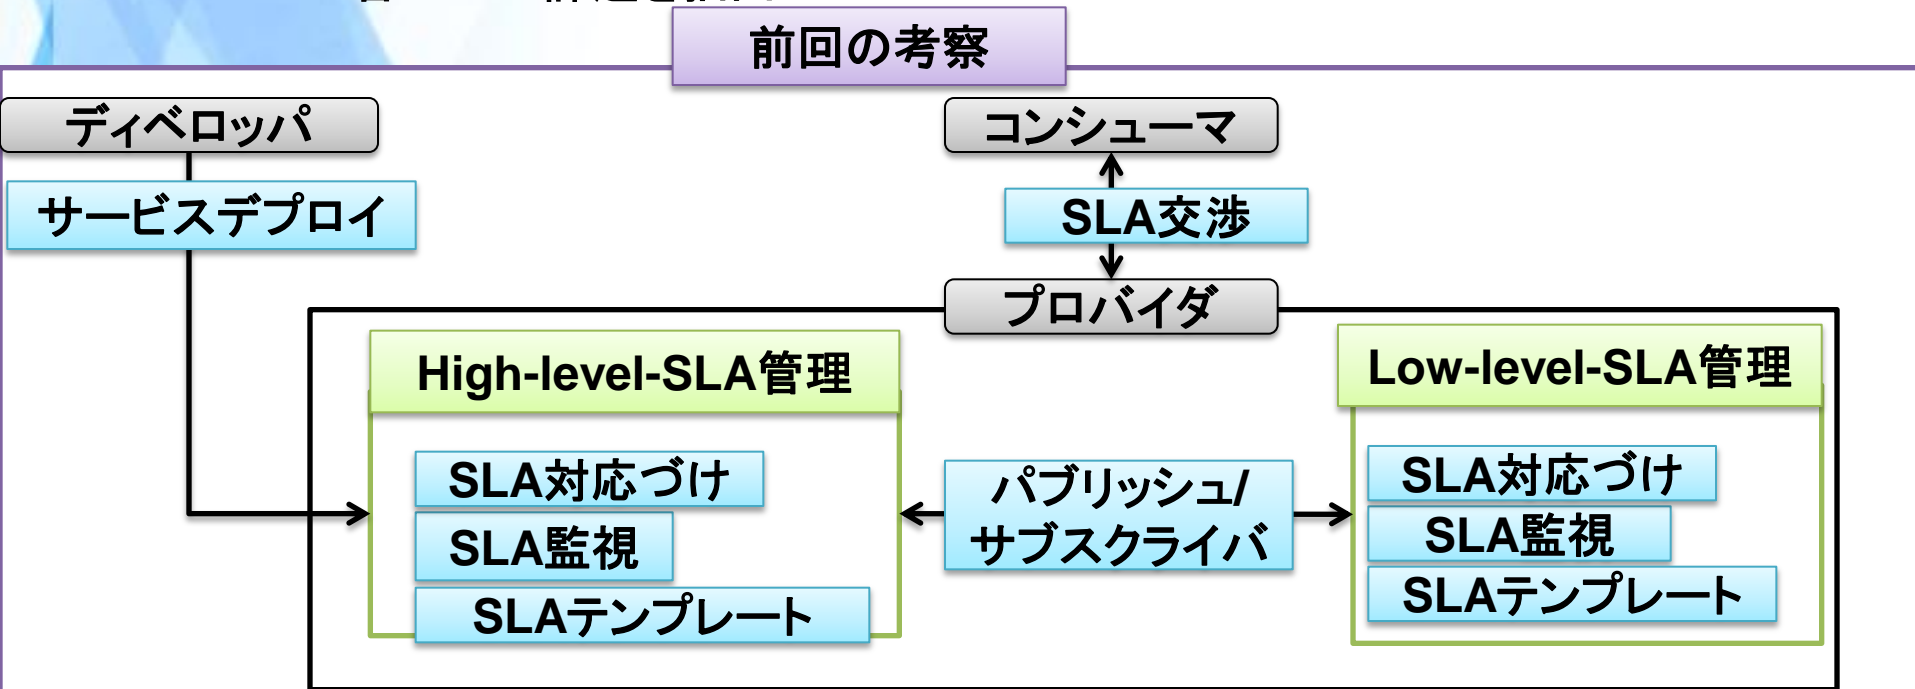 前回の考察
ディベロッパ
コンシューマ
サービスデプロイ
SLA交渉
プロバイダ
High-level-SLA管理
Low-level-SLA管理
SLA対応づけ
SLA監視
SLAテンプレート
パブリッシュ/
サブスクライバ
SLA対応づけ
SLA監視
SLAテンプレート